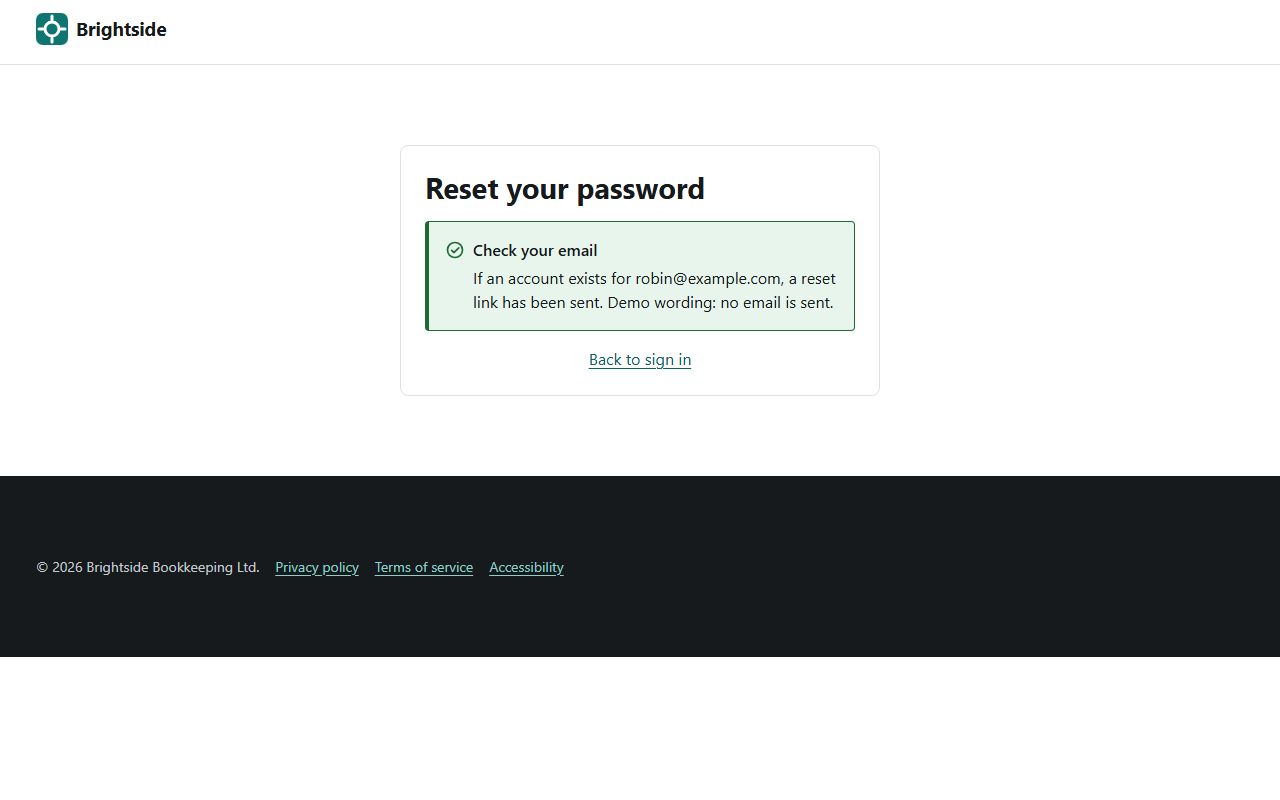 Brightside
Reset your password
Check your email
If an account exists for robin@example.com, a reset
link has been sent. Demo wording: no email is sent.
Back to sign in
© 2026 Brightside Bookkeeping Ltd. Privacy policy Terms of service Accessibility